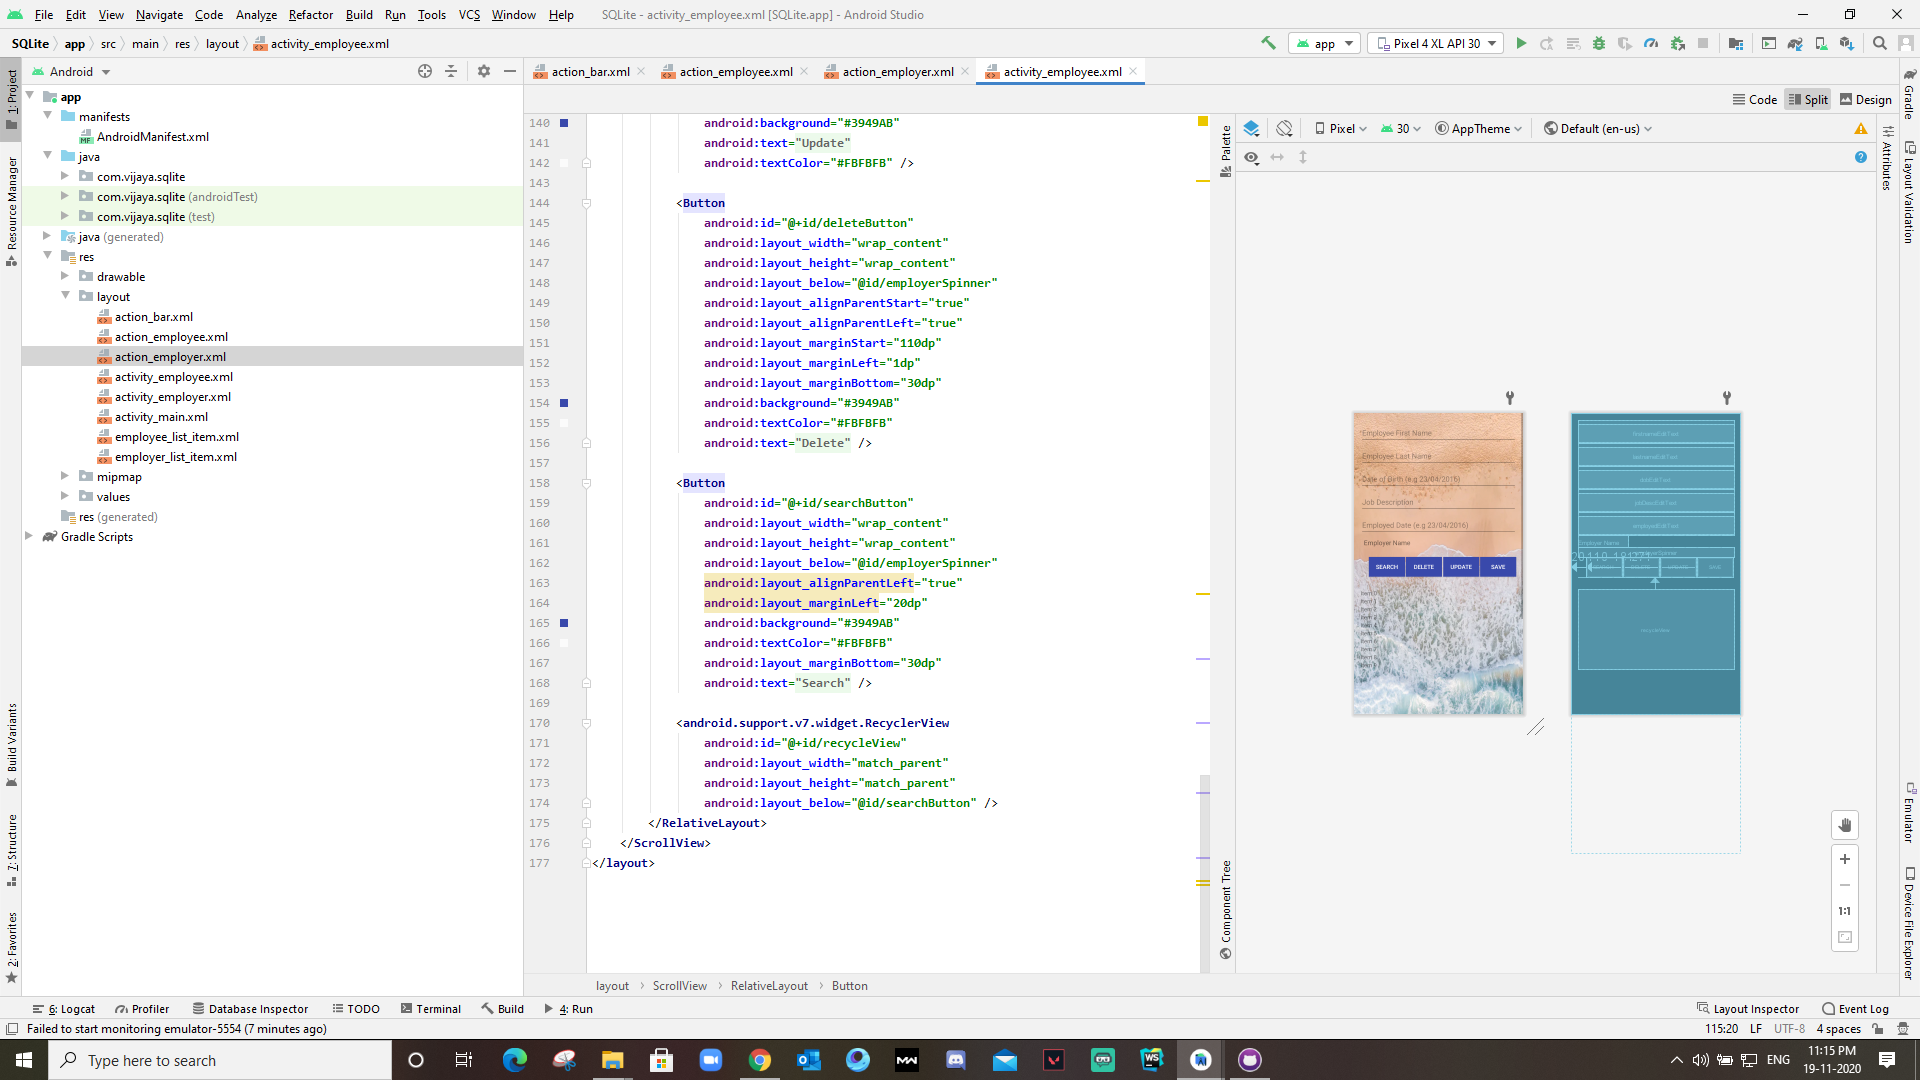 File Edit View Navigate Code Analyze Refactor Build Run Tools VCS Window Help SQLite - activity_employee.xml [SQLite.app] - Android Studio
SQLite app src main res layout activity_employee.xml
app Pixel 4 XL API 30
1: Project
Resource Manager
Build Variants
7: Structure
2: Favorites
Android
app
manifests
AndroidManifest.xml
java
com.vijaya.sqlite
com.vijaya.sqlite (androidTest)
com.vijaya.sqlite (test)
java (generated)
res
drawable
layout
action_bar.xml
action_employee.xml
action_employer.xml
activity_employee.xml
activity_employer.xml
activity_main.xml
employee_list_item.xml
employer_list_item.xml
mipmap
values
res (generated)
Gradle Scripts
action_bar.xml action_employee.xml action_employer.xml activity_employee.xml
Code Split Design
140 android:background="#3949AB"
141 android:text="Update"
142 android:textColor="#FBFBFB" />
143
144 <Button
145 android:id="@+id/deleteButton"
146 android:layout_width="wrap_content"
147 android:layout_height="wrap_content"
148 android:layout_below="@id/employerSpinner"
149 android:layout_alignParentStart="true"
150 android:layout_alignParentLeft="true"
151 android:layout_marginStart="110dp"
152 android:layout_marginLeft="1dp"
153 android:layout_marginBottom="30dp"
154 android:background="#3949AB"
155 android:textColor="#FBFBFB"
156 android:text="Delete" />
157
158 <Button
159 android:id="@+id/searchButton"
160 android:layout_width="wrap_content"
161 android:layout_height="wrap_content"
162 android:layout_below="@id/employerSpinner"
163 android:layout_alignParentLeft="true"
164 android:layout_marginLeft="20dp"
165 android:background="#3949AB"
166 android:textColor="#FBFBFB"
167 android:layout_marginBottom="30dp"
168 android:text="Search" />
169
170 <android.support.v7.widget.RecyclerView
171 android:id="@+id/recycleView"
172 android:layout_width="match_parent"
173 android:layout_height="match_parent"
174 android:layout_below="@id/searchButton" />
175 </RelativeLayout>
176 </ScrollView>
177 </layout>
layout ScrollView RelativeLayout Button
Palette
Component Tree
Pixel 30 AppTheme Default (en-us)
Employee First Name
Employee Last Name
Date of Birth (e.g 23/04/2016)
Job Description
Employed Date (e.g 23/04/2016)
Employer Name
SEARCH DELETE UPDATE SAVE
Employer Name
recycleView
1:1
Gradle
Attributes
Layout Validation
Emulator
Device File Explorer
6: Logcat Profiler Database Inspector TODO Terminal Build 4: Run Layout Inspector Event Log
Failed to start monitoring emulator-5554 (7 minutes ago) 115:20 LF UTF-8 4 spaces
Type here to search
ENG 11:15 PM
19-11-2020